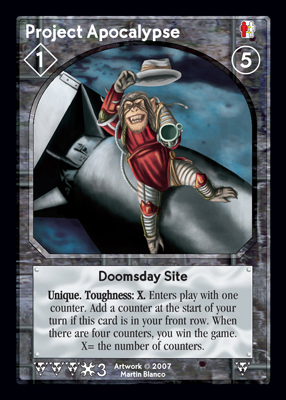 Project Apocalypse
1
5
Doomsday Site
Unique. Toughness: X. Enters play with one
counter. Add a counter at the start of your
turn if this card is in your front row. When
there are four counters, you win the game.
X= the number of counters.
3
Artwork © 2007
Martin Blanco